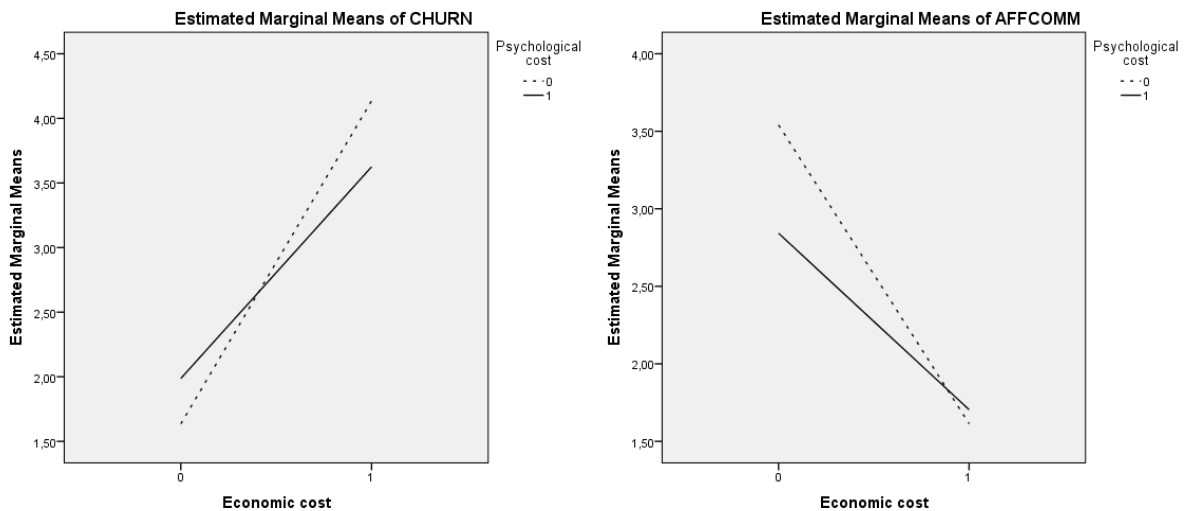 Estimated Marginal Means of CHURN
Psychological
cost
0
1
Estimated Marginal Means
4,50
4,00
3,50
3,00
2,50
2,00
1,50
0
1
Economic cost
Estimated Marginal Means of AFFCOMM
Psychological
cost
0
1
Estimated Marginal Means
4,00
3,50
3,00
2,50
2,00
1,50
0
1
Economic cost